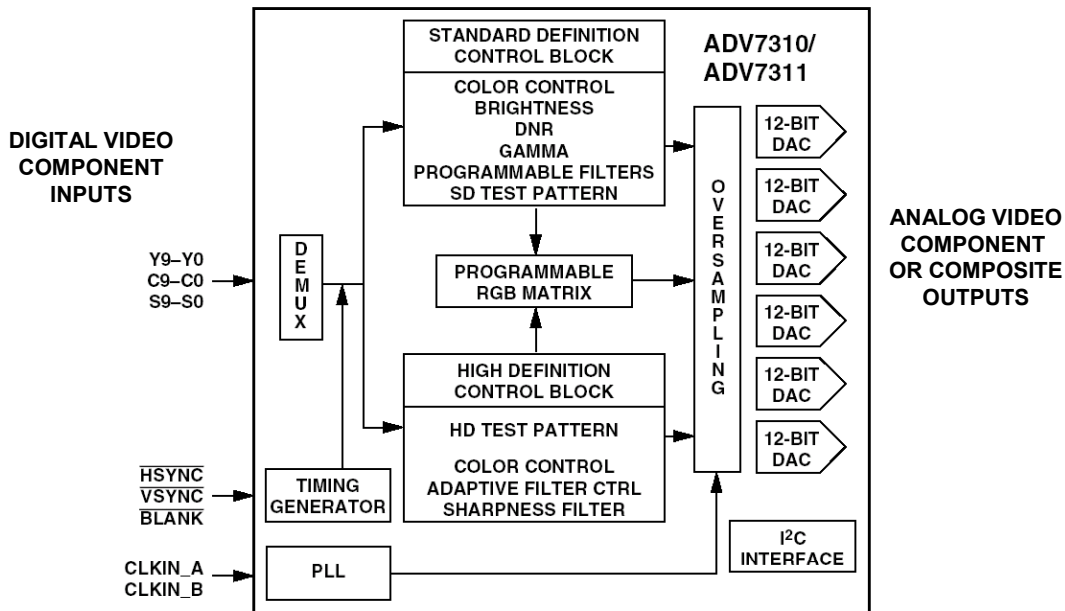 STANDARD DEFINITION
CONTROL BLOCK
COLOR CONTROL
BRIGHTNESS
DNR
GAMMA
PROGRAMMABLE FILTERS
SD TEST PATTERN
ADV7310/
ADV7311
DIGITAL VIDEO
COMPONENT
INPUTS
Y9–Y0
C9–C0
S9–S0
DEMUX
PROGRAMMABLE
RGB MATRIX
OVERSAMPLING
12-BIT
DAC
12-BIT
DAC
12-BIT
DAC
12-BIT
DAC
12-BIT
DAC
12-BIT
DAC
ANALOG VIDEO
COMPONENT
OR COMPOSITE
OUTPUTS
HIGH DEFINITION
CONTROL BLOCK
HD TEST PATTERN
COLOR CONTROL
ADAPTIVE FILTER CTRL
SHARPNESS FILTER
HSYNC
VSYNC
BLANK
TIMING
GENERATOR
CLKIN_A
CLKIN_B
PLL
I²C
INTERFACE